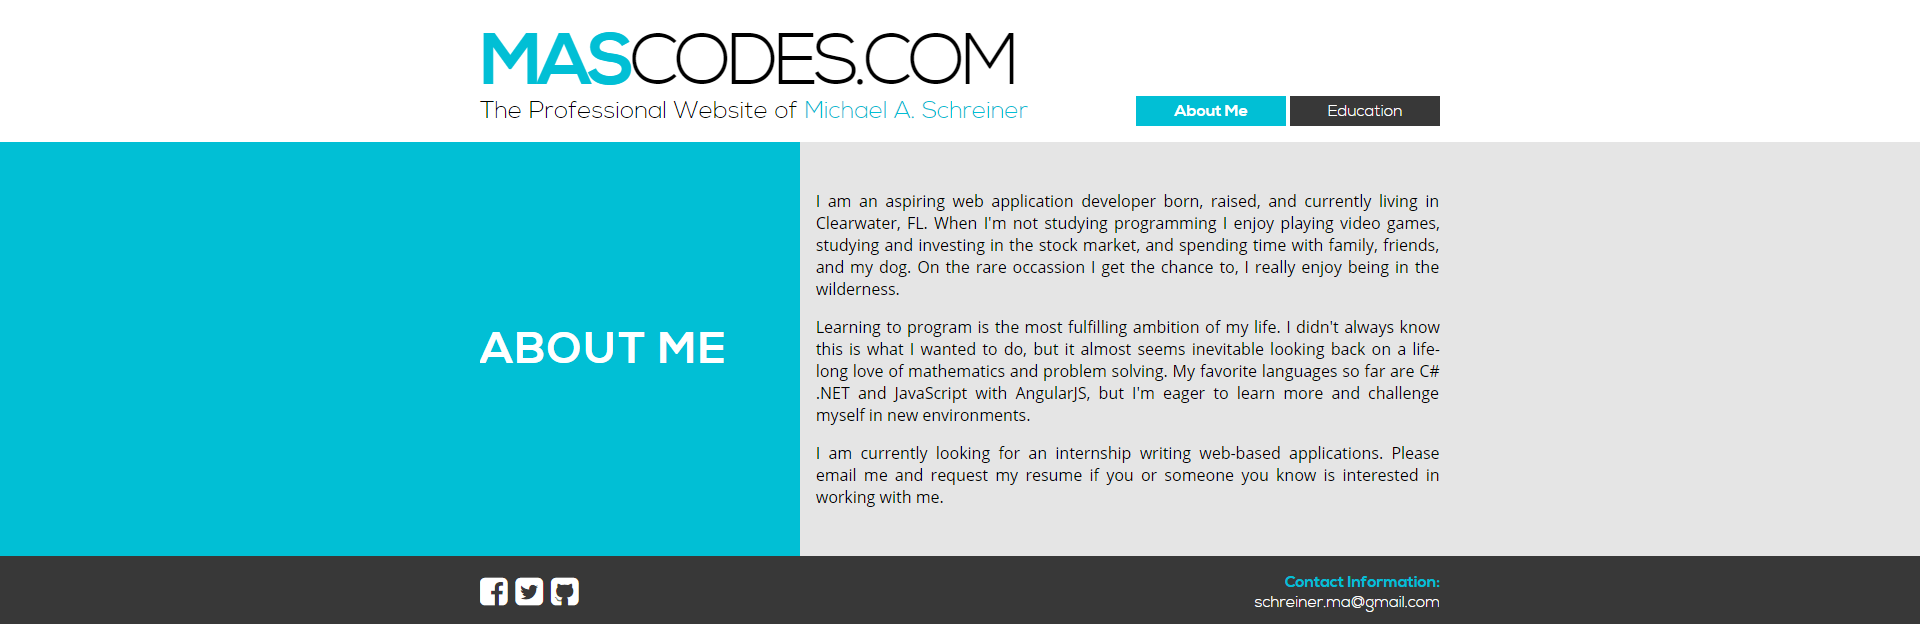 MASCODES.COM
The Professional Website of Michael A. Schreiner
About Me
Education
ABOUT ME
I am an aspiring web application developer born, raised, and currently living in
Clearwater, FL. When I'm not studying programming I enjoy playing video games,
studying and investing in the stock market, and spending time with family, friends,
and my dog. On the rare occassion I get the chance to, I really enjoy being in the
wilderness.
Learning to program is the most fulfilling ambition of my life. I didn't always know
this is what I wanted to do, but it almost seems inevitable looking back on a life-
long love of mathematics and problem solving. My favorite languages so far are C#
.NET and JavaScript with AngularJS, but I'm eager to learn more and challenge
myself in new environments.
I am currently looking for an internship writing web-based applications. Please
email me and request my resume if you or someone you know is interested in
working with me.
Contact Information:
schreiner.ma@gmail.com